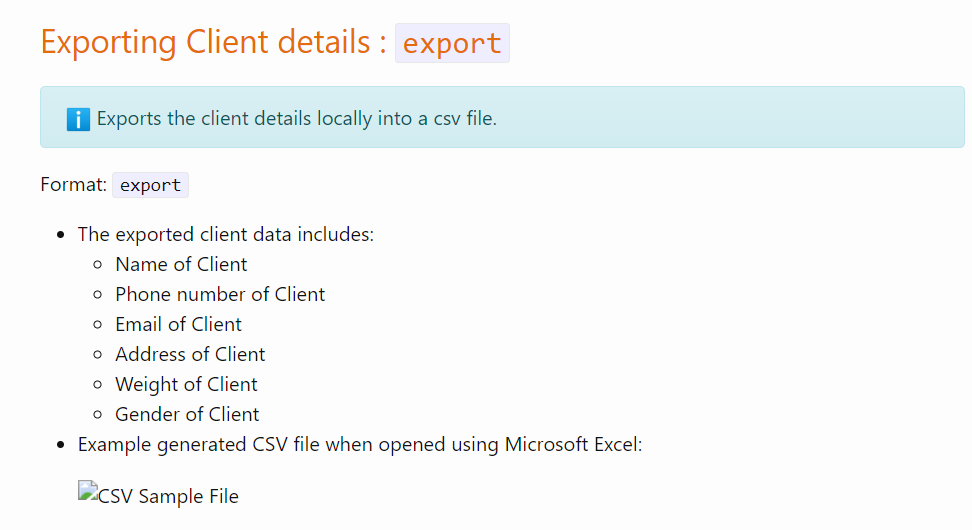 Exporting Client details : export
Exports the client details locally into a csv file.
Format: export
The exported client data includes:
Name of Client
Phone number of Client
Email of Client
Address of Client
Weight of Client
Gender of Client
Example generated CSV file when opened using Microsoft Excel:
CSV Sample File